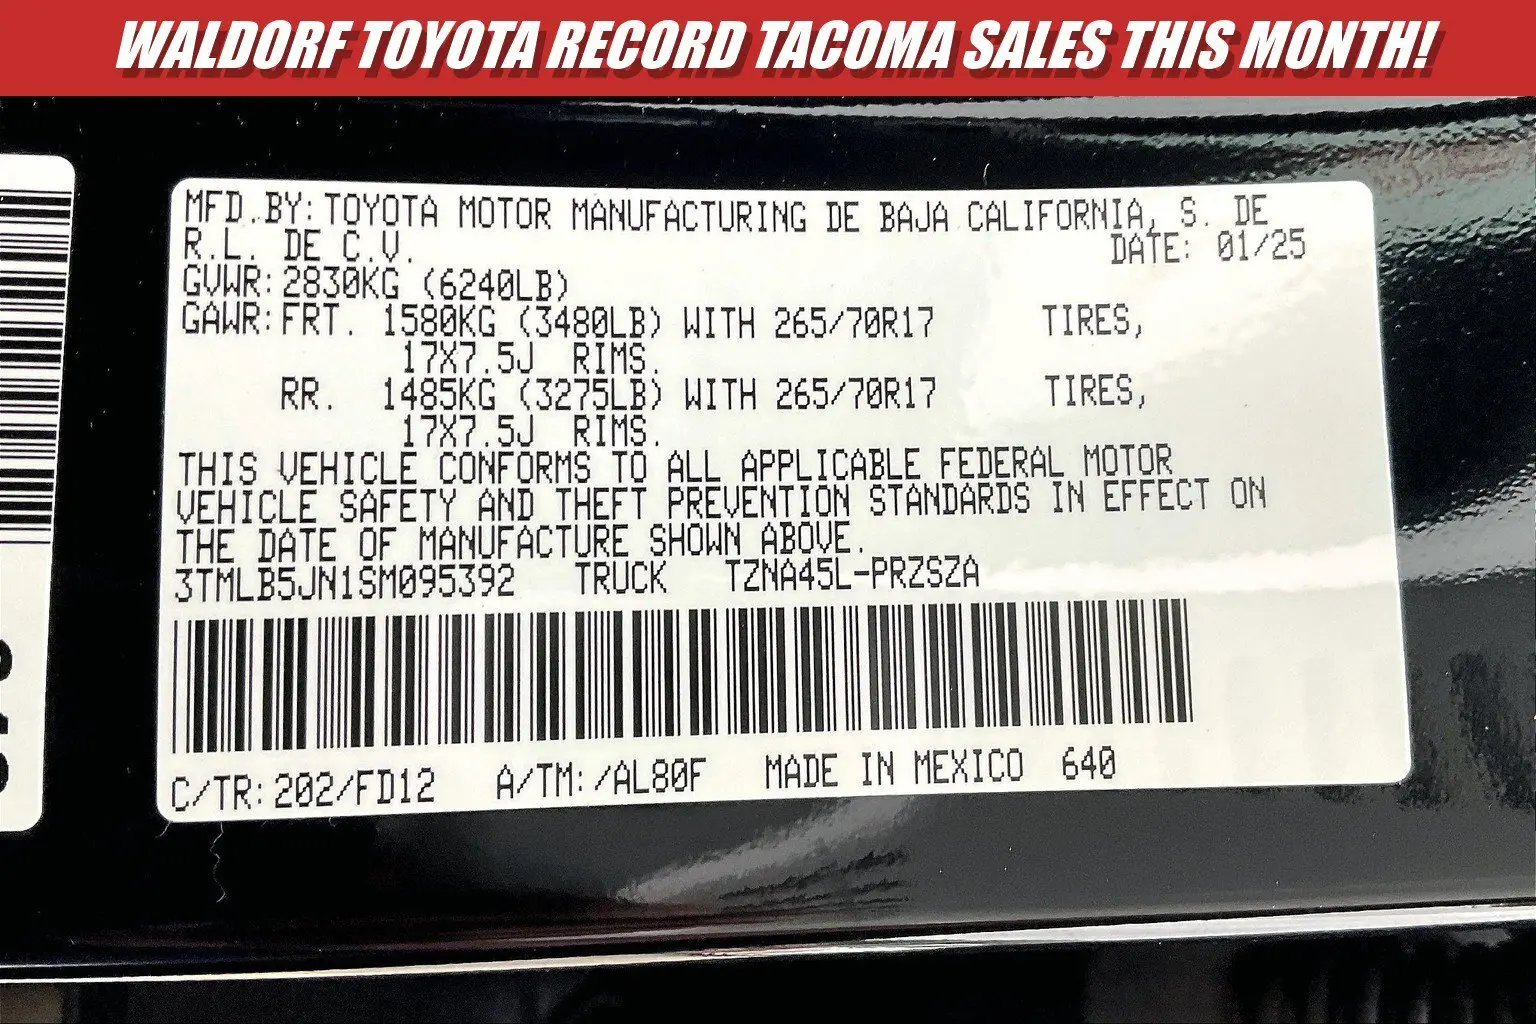 WALDORF TOYOTA RECORD TACOMA SALES THIS MONTH!
MFD.BY:TOYOTA MOTOR MANUFACTURING DE BAJA CALIFORNIA, S. DE
R.L. DE C.V. DATE: 01/25
GVWR:2830KG (6240LB)
GAWR:FRT. 1580KG (3480LB) WITH 265/70R17 TIRES,
17X7.5J RIMS.
RR. 1485KG (3275LB) WITH 265/70R17 TIRES,
17X7.5J RIMS.
THIS VEHICLE CONFORMS TO ALL APPLICABLE FEDERAL MOTOR
VEHICLE SAFETY AND THEFT PREVENTION STANDARDS IN EFFECT ON
THE DATE OF MANUFACTURE SHOWN ABOVE.
3TMLB5JN1SM095392 TRUCK TZNA45L-PRZSZA
C/TR:202/FD12 A/TM:/AL80F MADE IN MEXICO 640